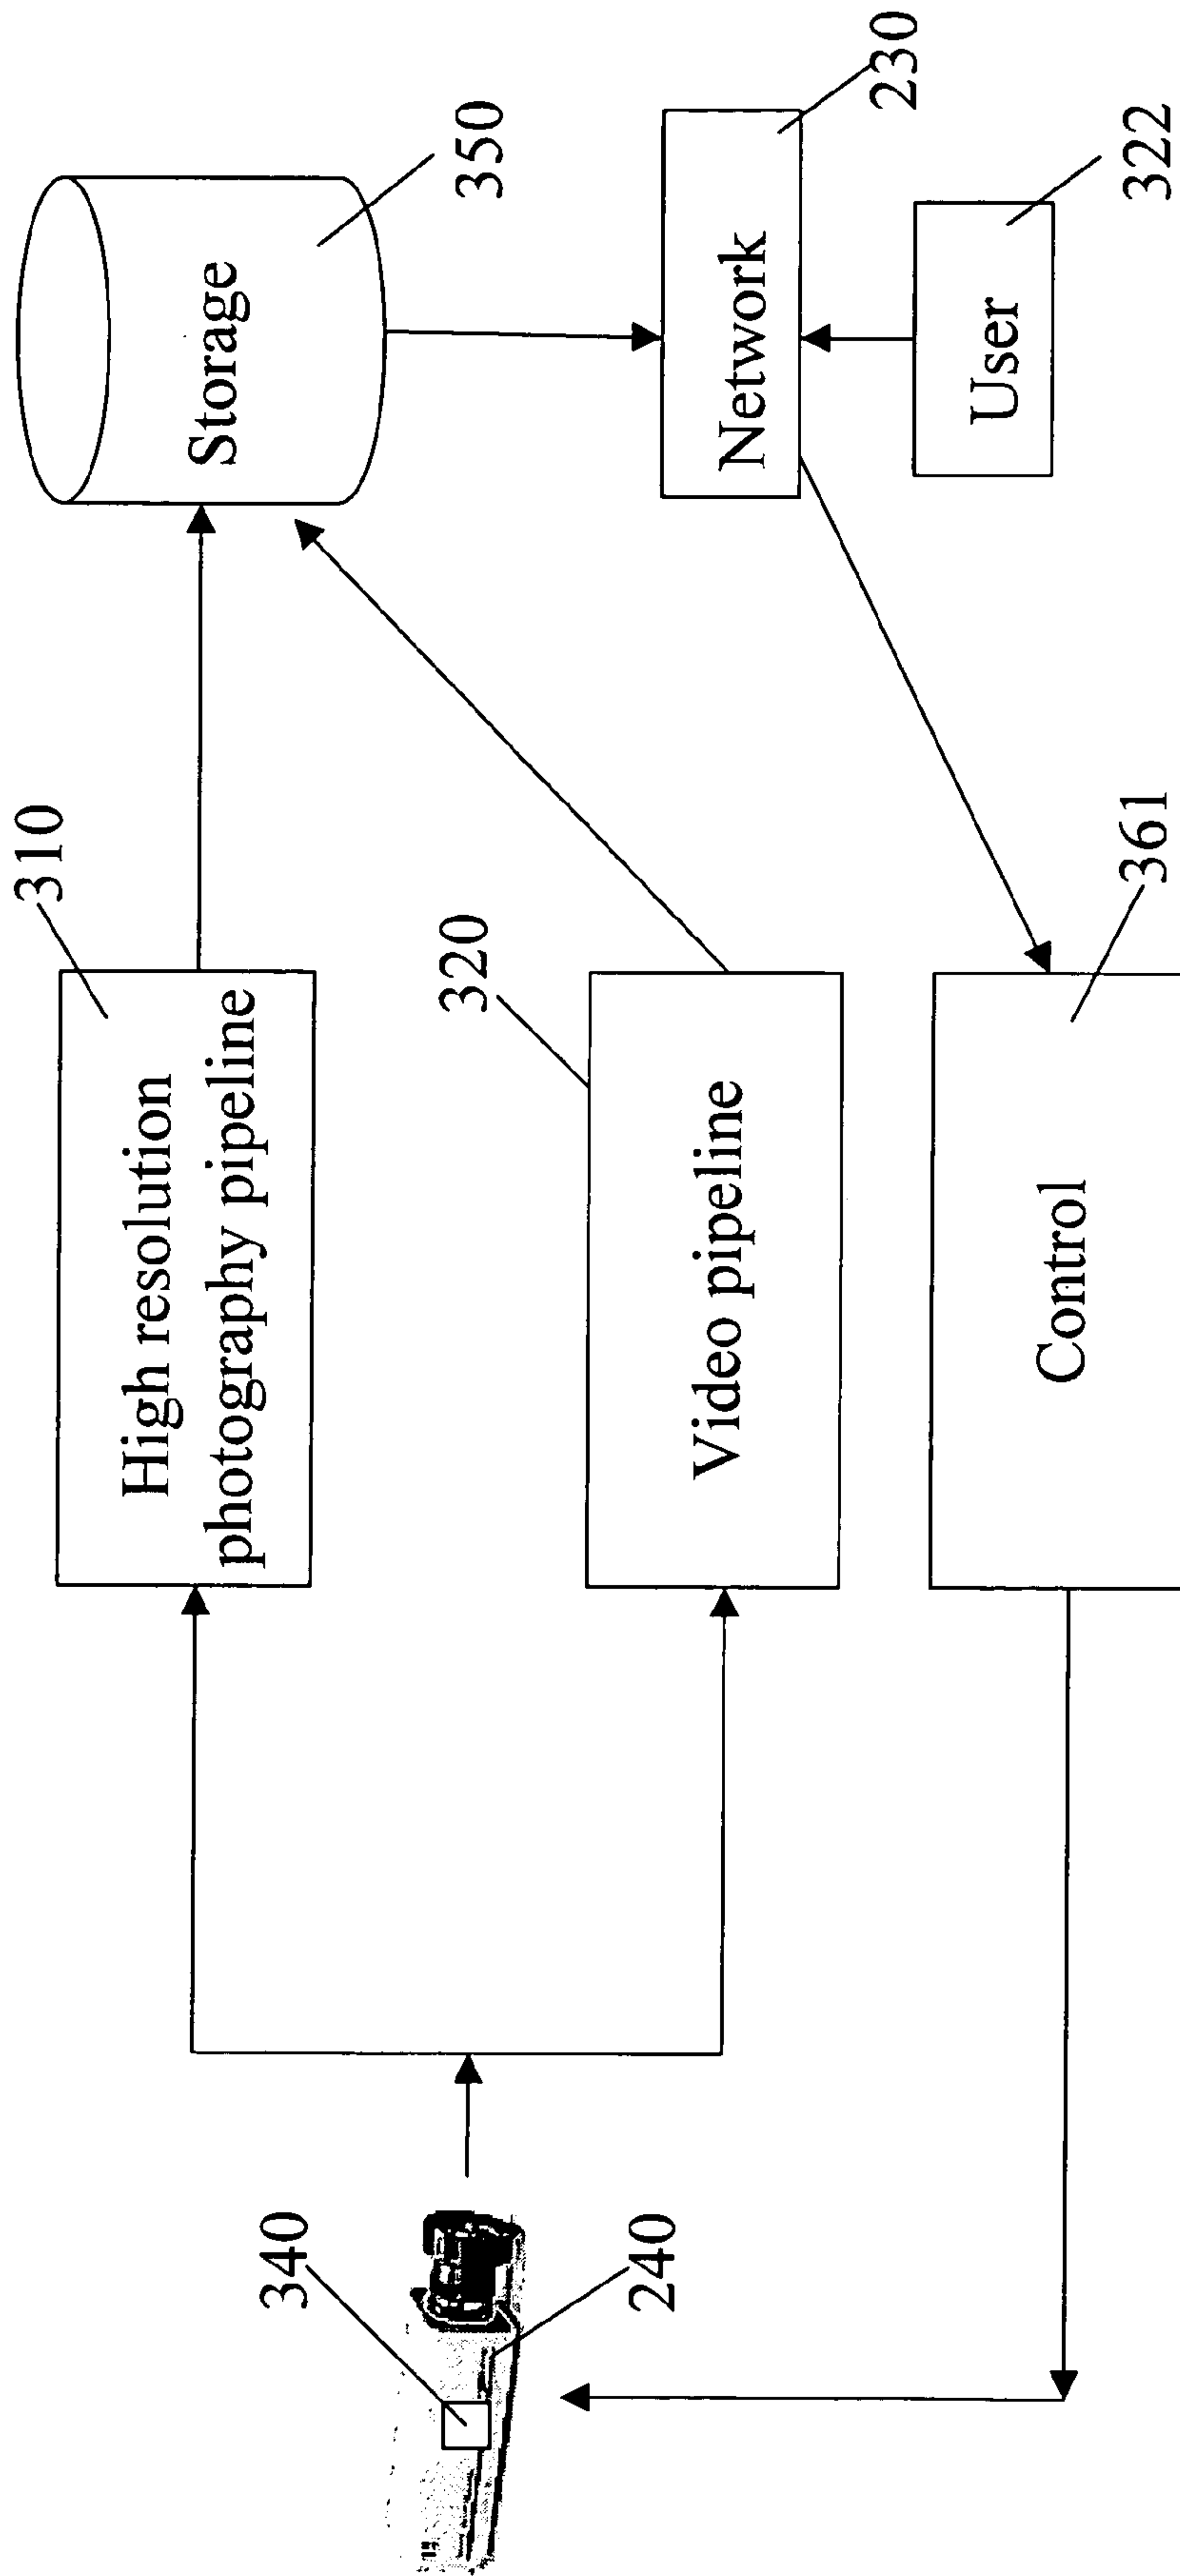 340
240
High resolution
photography pipeline
310
Video pipeline
320
Control
361
Storage
350
Network
230
User
322